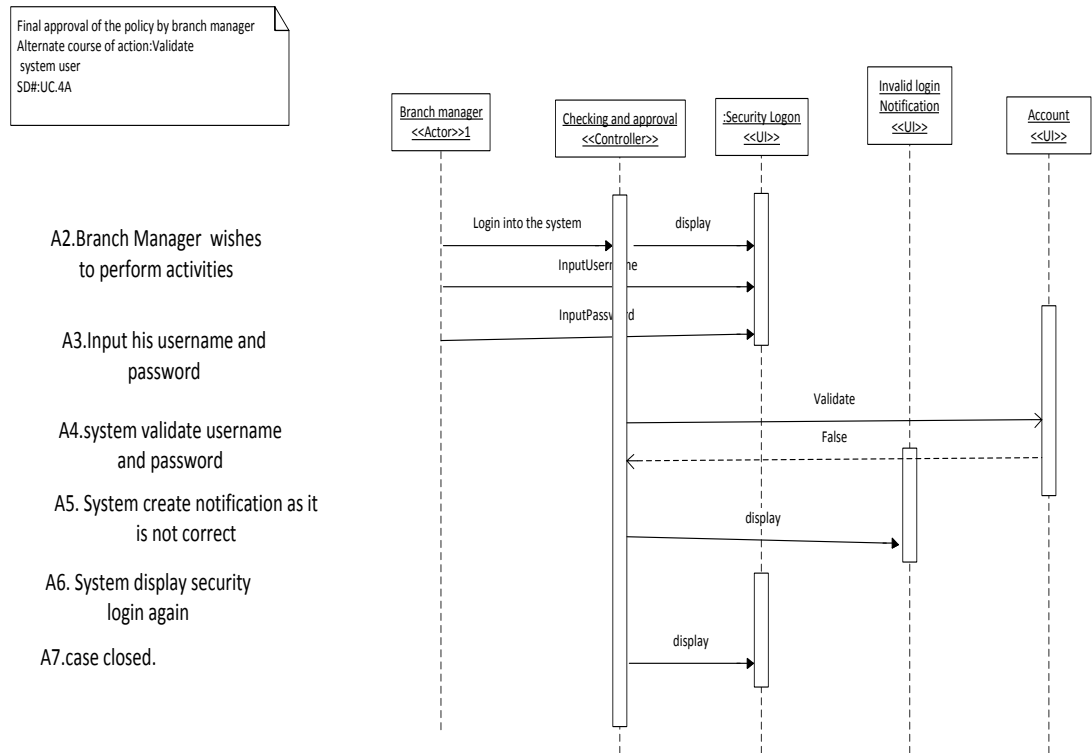 Final approval of the policy by branch manager
Alternate course of action:Validate
system user
SD#:UC.4A
Branch manager
<<Actor>>1
Checking and approval
<<Controller>>
:Security Logon
<<UI>>
Invalid login
Notification
<<UI>>
Account
<<UI>>
A2.Branch Manager wishes
to perform activities
Login into the system
display
InputUsername
InputPassword
A3.Input his username and
password
Validate
A4.system validate username
and password
False
A5. System create notification as it
is not correct
display
A6. System display security
login again
A7.case closed.
display